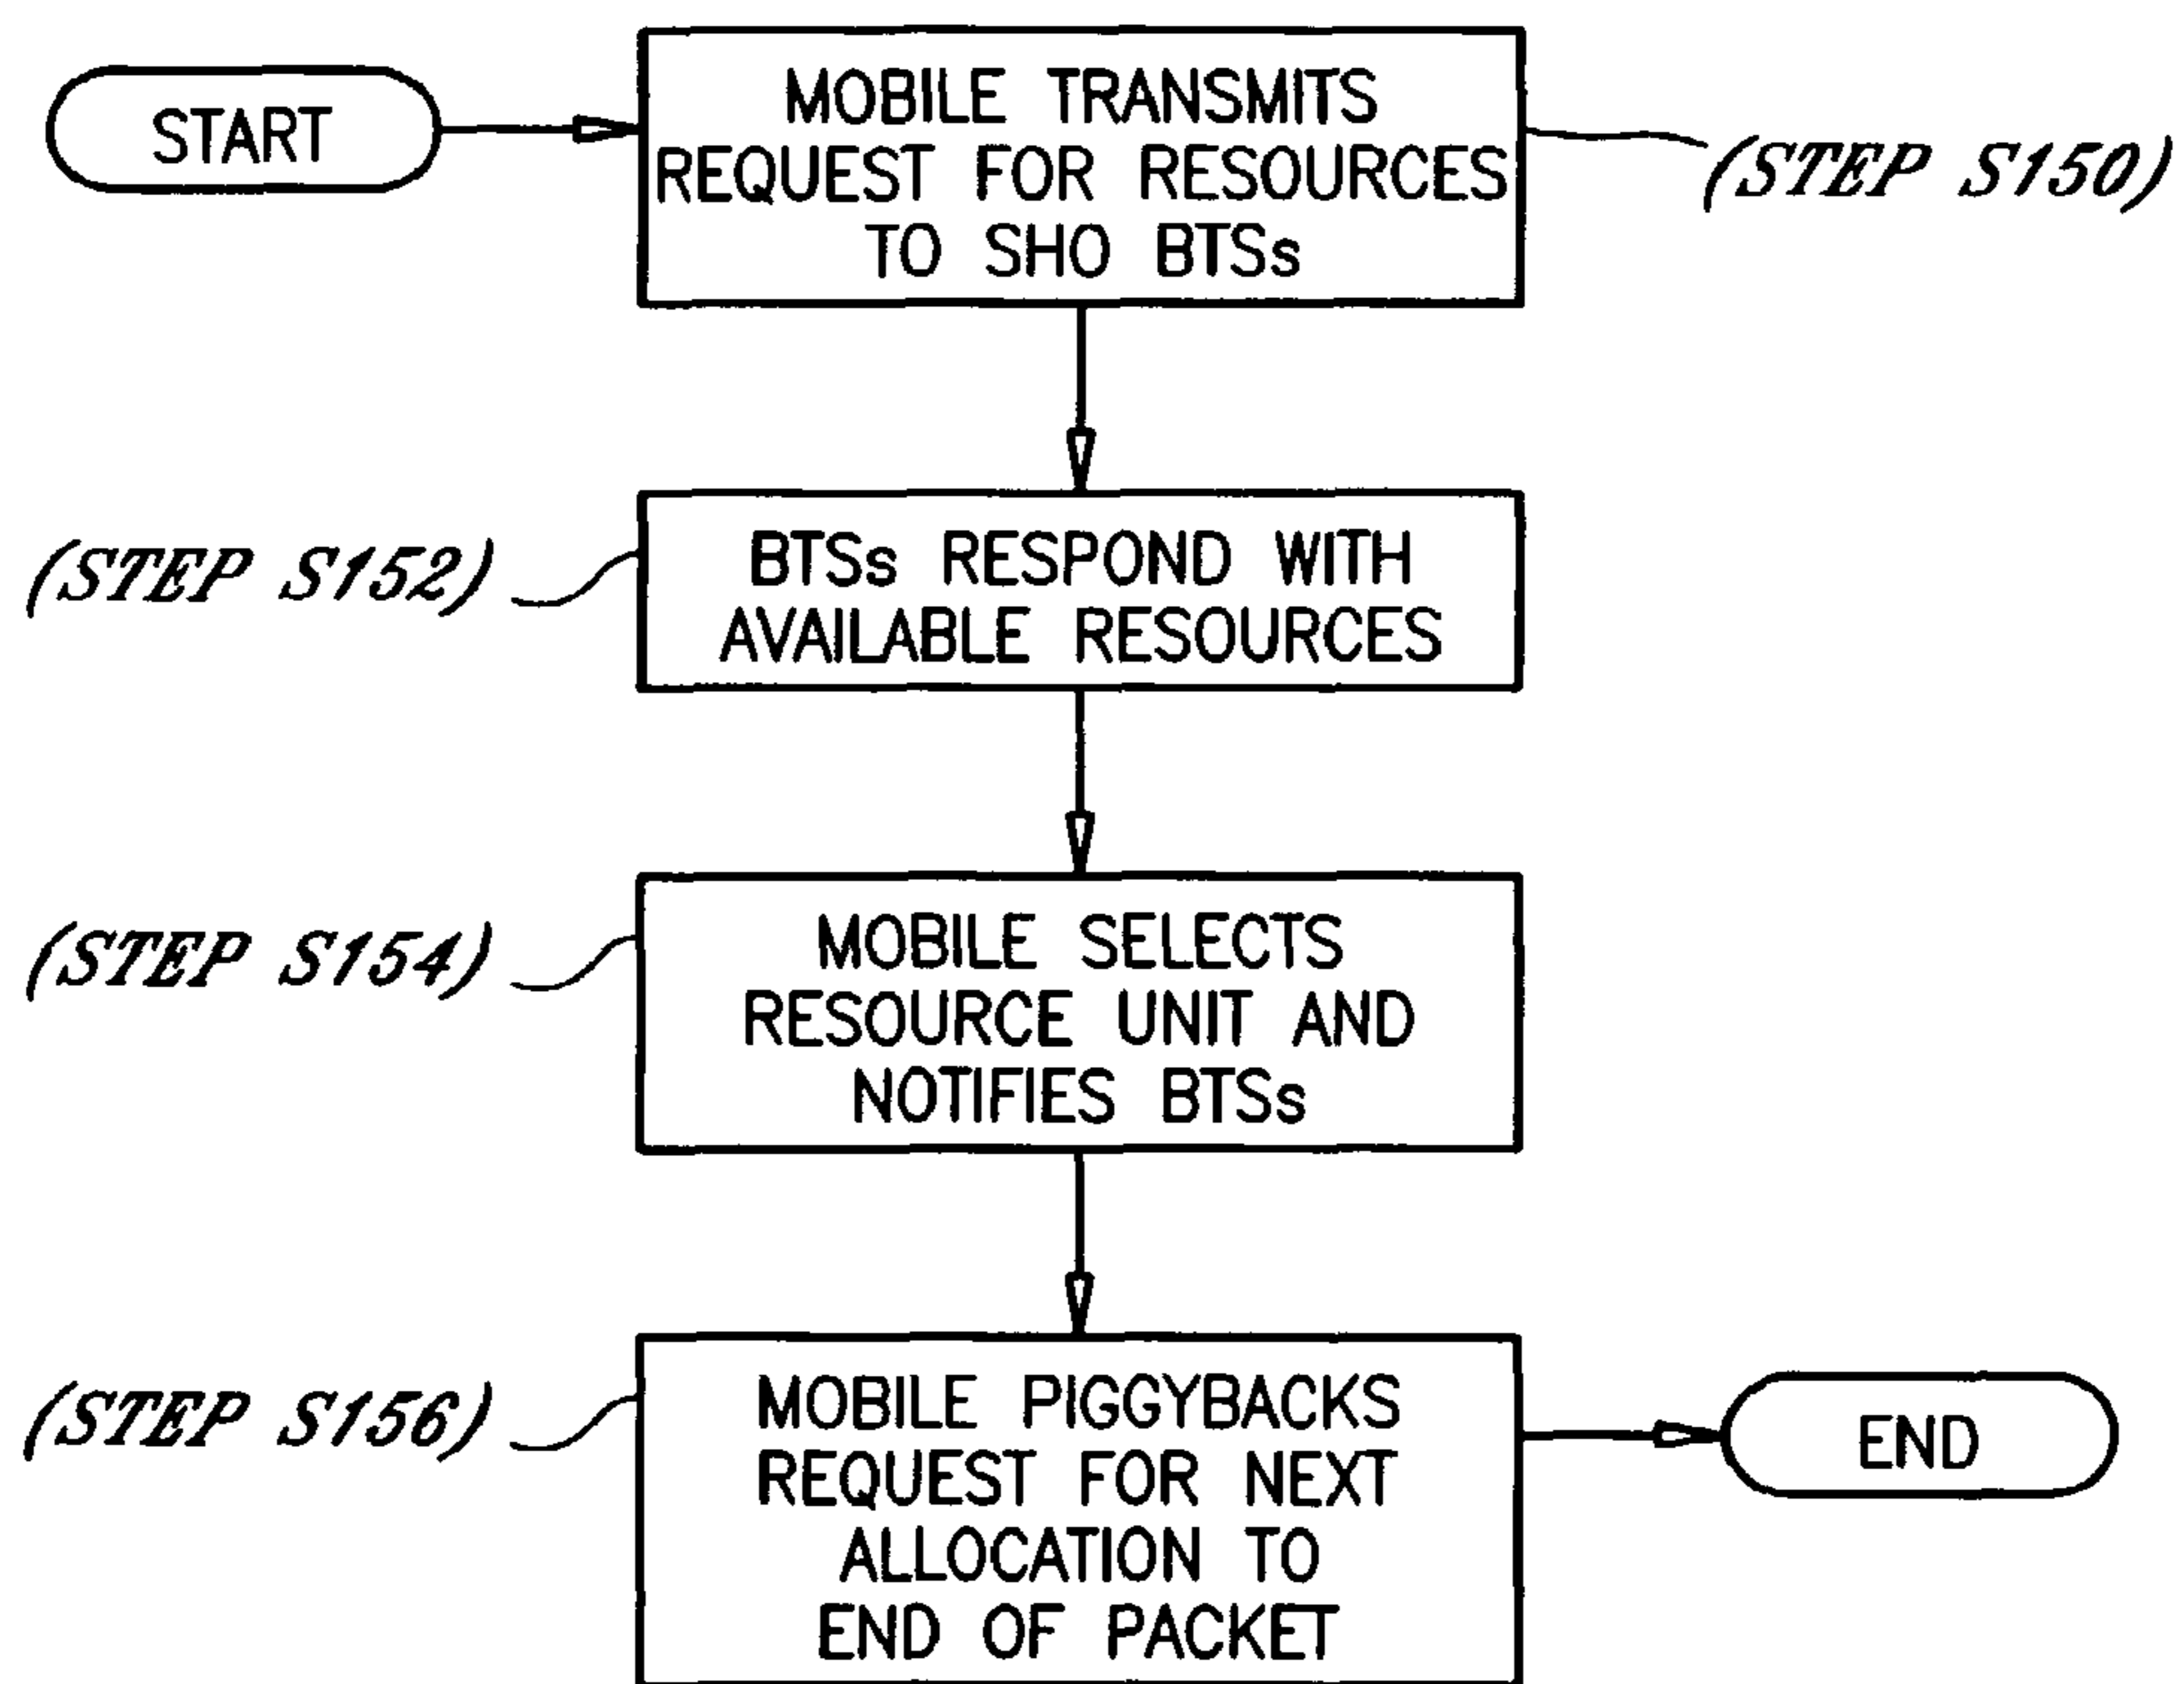 START
MOBILE TRANSMITS
REQUEST FOR RESOURCES
TO SHO BTSs
(STEP S150)
(STEP S152)
BTSs RESPOND WITH
AVAILABLE RESOURCES
(STEP S154)
MOBILE SELECTS
RESOURCE UNIT AND
NOTIFIES BTSs
(STEP S156)
MOBILE PIGGYBACKS
REQUEST FOR NEXT
ALLOCATION TO
END OF PACKET
END